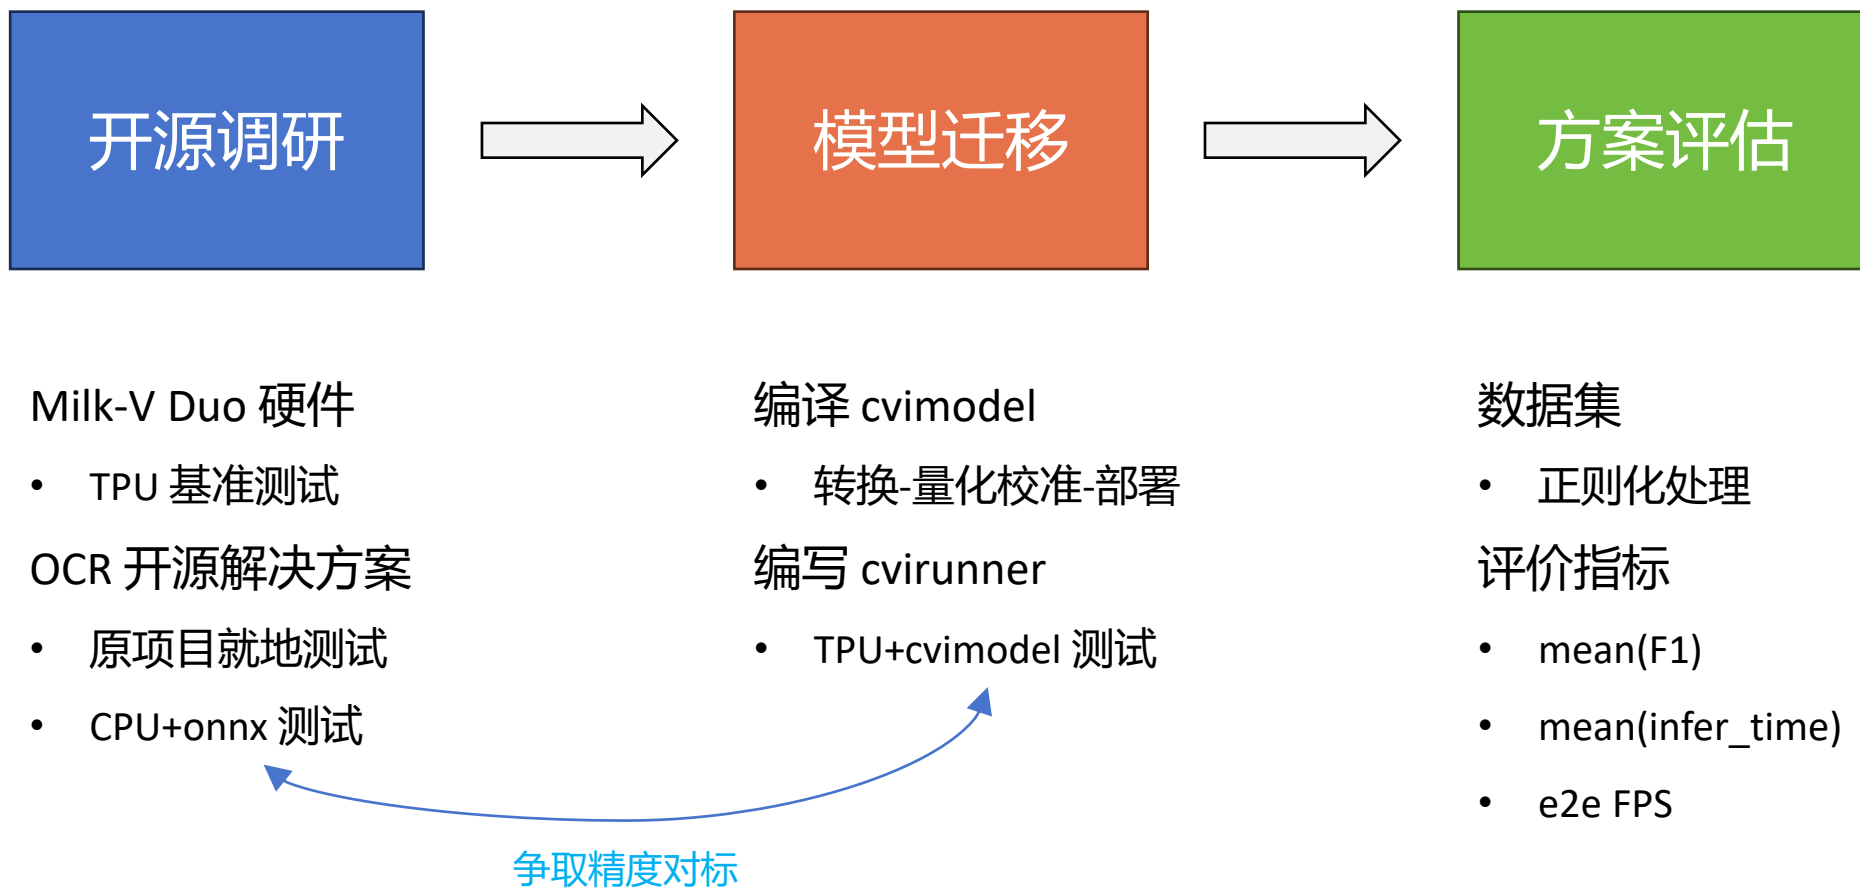 开源调研
模型迁移
方案评估
Milk-V Duo 硬件
• TPU 基准测试
OCR 开源解决方案
• 原项目就地测试
• CPU+onnx 测试
编译 cvimodel
• 转换-量化校准-部署
编写 cvirunner
• TPU+cvimodel 测试
数据集
• 正则化处理
评价指标
• mean(F1)
• mean(infer_time)
• e2e FPS
争取精度对标